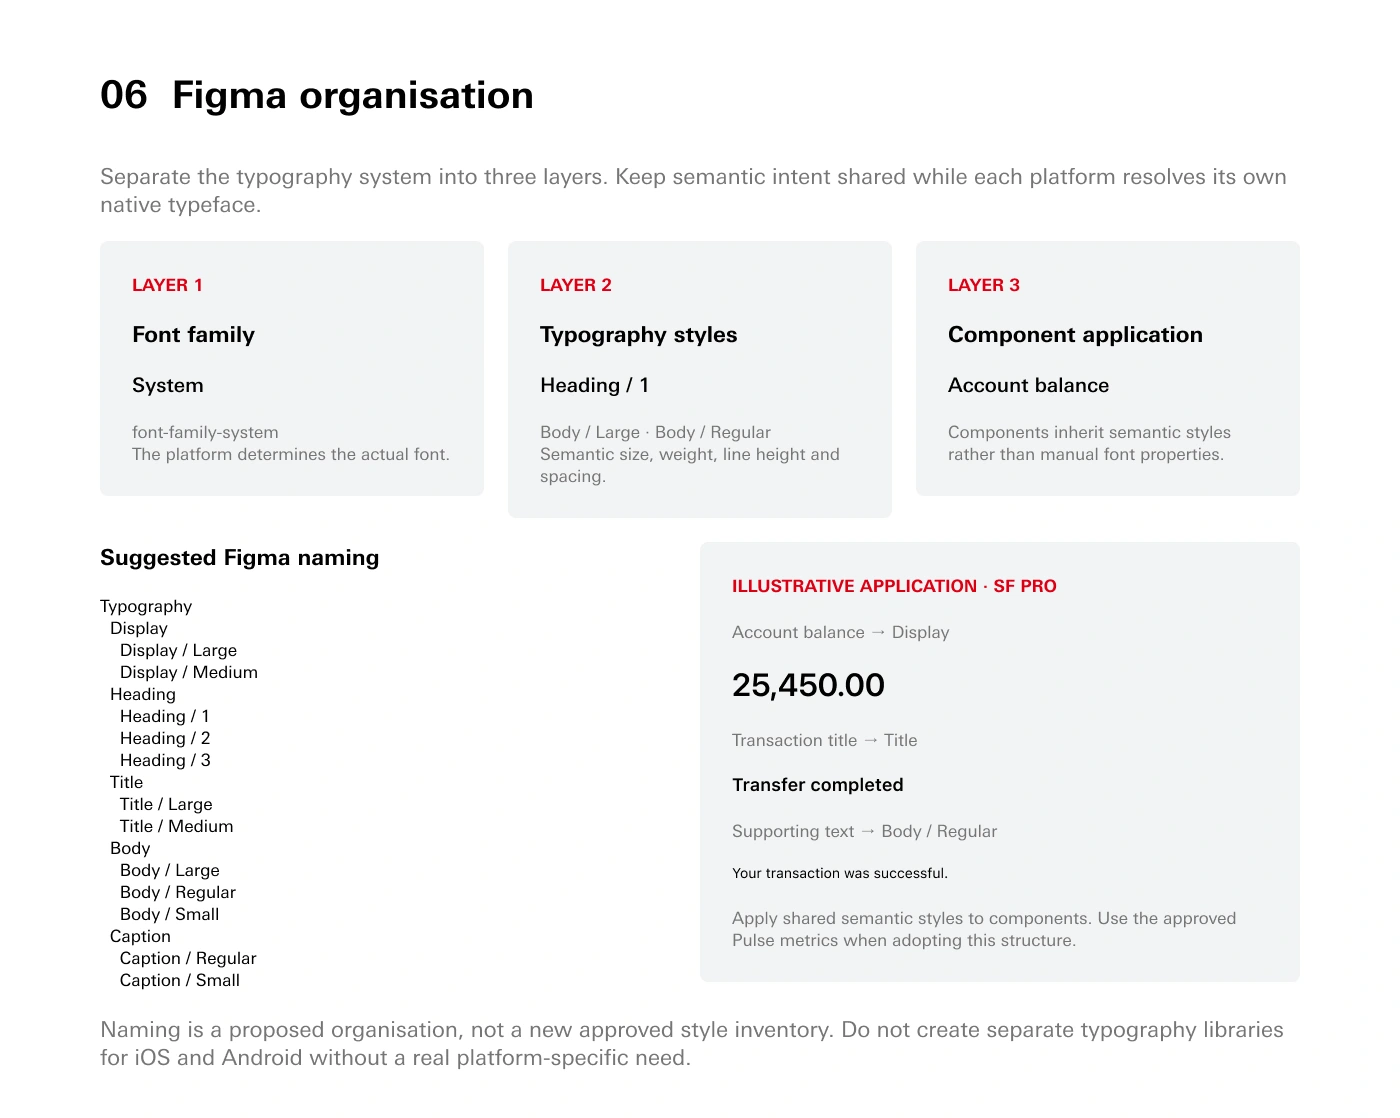 06 Figma organisation
Separate the typography system into three layers. Keep semantic intent shared while each platform resolves its own
native typeface.
LAYER 1
Font family
System
font-family-system
The platform determines the actual font.
LAYER 2
Typography styles
Heading / 1
Body / Large · Body / Regular
Semantic size, weight, line height and
spacing.
LAYER 3
Component application
Account balance
Components inherit semantic styles
rather than manual font properties.
Suggested Figma naming
Typography
Display
Display / Large
Display / Medium
Heading
Heading / 1
Heading / 2
Heading / 3
Title
Title / Large
Title / Medium
Body
Body / Large
Body / Regular
Body / Small
Caption
Caption / Regular
Caption / Small
ILLUSTRATIVE APPLICATION · SF PRO
Account balance → Display
25,450.00
Transaction title → Title
Transfer completed
Supporting text → Body / Regular
Your transaction was successful.
Apply shared semantic styles to components. Use the approved
Pulse metrics when adopting this structure.
Naming is a proposed organisation, not a new approved style inventory. Do not create separate typography libraries
for iOS and Android without a real platform-specific need.